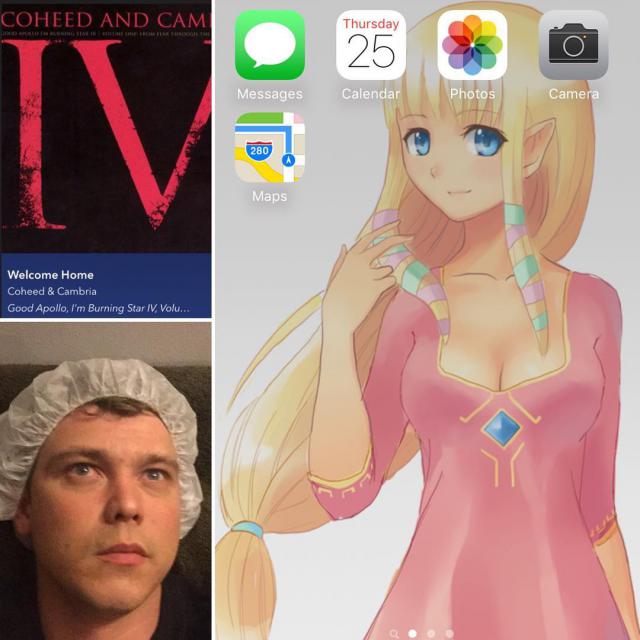 COHEED AND CAMB
GOOD APOLLO I'M BURNING STAR IV | VOLUME ONE: FROM FEAR THROUGH THE
IV
Welcome Home
Coheed & Cambria
Good Apollo, I'm Burning Star IV, Volu...
Thursday
25
Messages
Calendar
Photos
Camera
280
Maps